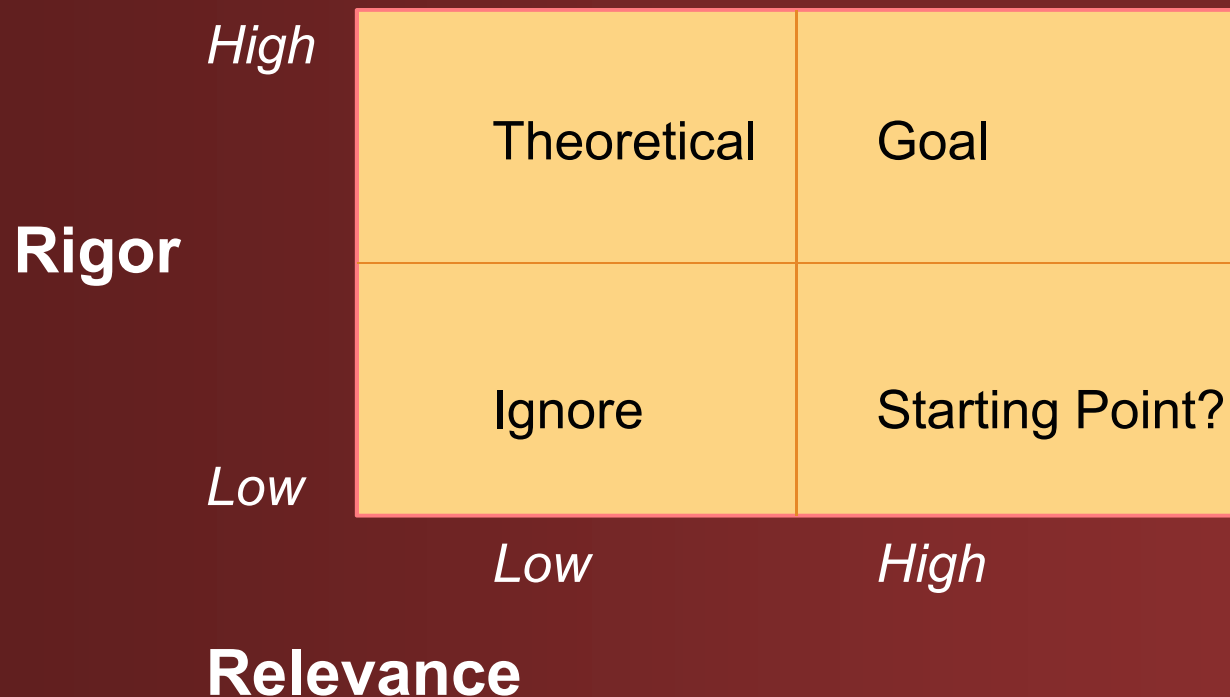 High
Theoretical Goal
Rigor
Ignore Starting Point?
Low
Low High
Relevance